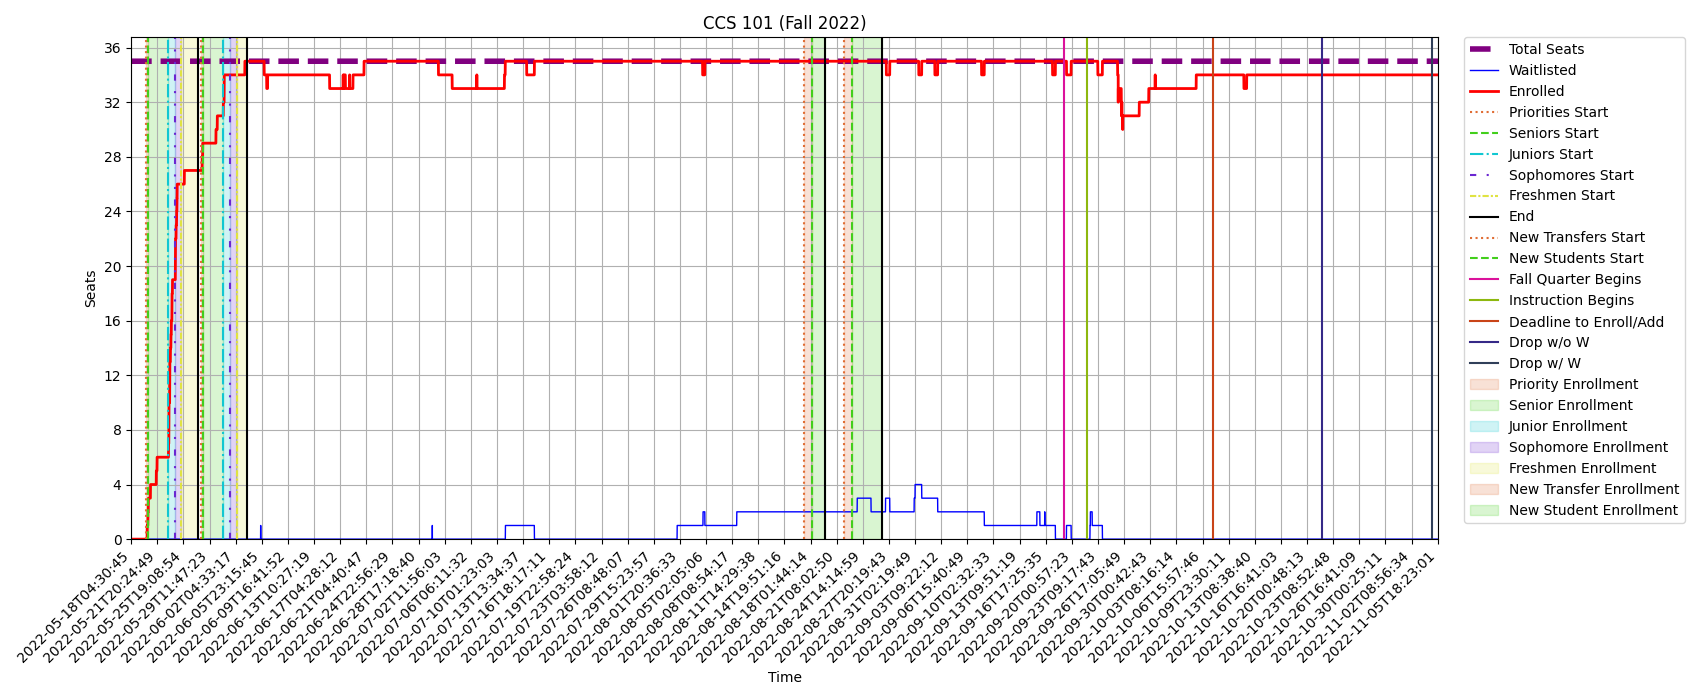 CCS 101 (Fall 2022)
36
32
28
24
20
16
12
8
4
0
Seats
2022-05-18T04:30:45
2022-05-21T20:24:49
2022-05-25T19:08:54
2022-05-29T11:47:23
2022-06-02T04:33:17
2022-06-05T23:15:45
2022-06-09T16:41:52
2022-06-13T10:27:19
2022-06-17T04:28:12
2022-06-21T04:40:47
2022-06-24T22:56:29
2022-06-28T17:18:40
2022-07-02T11:56:03
2022-07-06T06:11:32
2022-07-10T01:23:03
2022-07-13T13:34:37
2022-07-16T18:17:11
2022-07-19T22:58:24
2022-07-23T03:58:12
2022-07-26T08:48:07
2022-07-29T15:23:57
2022-08-01T20:36:33
2022-08-05T02:05:06
2022-08-08T08:54:17
2022-08-11T14:29:38
2022-08-14T19:51:16
2022-08-18T01:44:14
2022-08-21T08:02:50
2022-08-24T14:14:59
2022-08-27T20:19:43
2022-08-31T02:19:49
2022-09-03T09:22:12
2022-09-06T15:40:49
2022-09-10T02:32:33
2022-09-13T09:51:19
2022-09-16T17:25:35
2022-09-20T00:57:23
2022-09-23T09:17:43
2022-09-26T17:05:49
2022-09-30T00:42:43
2022-10-03T08:16:14
2022-10-06T15:57:46
2022-10-09T23:30:11
2022-10-13T08:38:40
2022-10-16T16:41:03
2022-10-20T00:48:13
2022-10-23T08:52:48
2022-10-26T16:41:09
2022-10-30T00:25:11
2022-11-02T08:56:34
2022-11-05T18:23:01
Time
Total Seats
Waitlisted
Enrolled
Priorities Start
Seniors Start
Juniors Start
Sophomores Start
Freshmen Start
End
New Transfers Start
New Students Start
Fall Quarter Begins
Instruction Begins
Deadline to Enroll/Add
Drop w/o W
Drop w/ W
Priority Enrollment
Senior Enrollment
Junior Enrollment
Sophomore Enrollment
Freshmen Enrollment
New Transfer Enrollment
New Student Enrollment